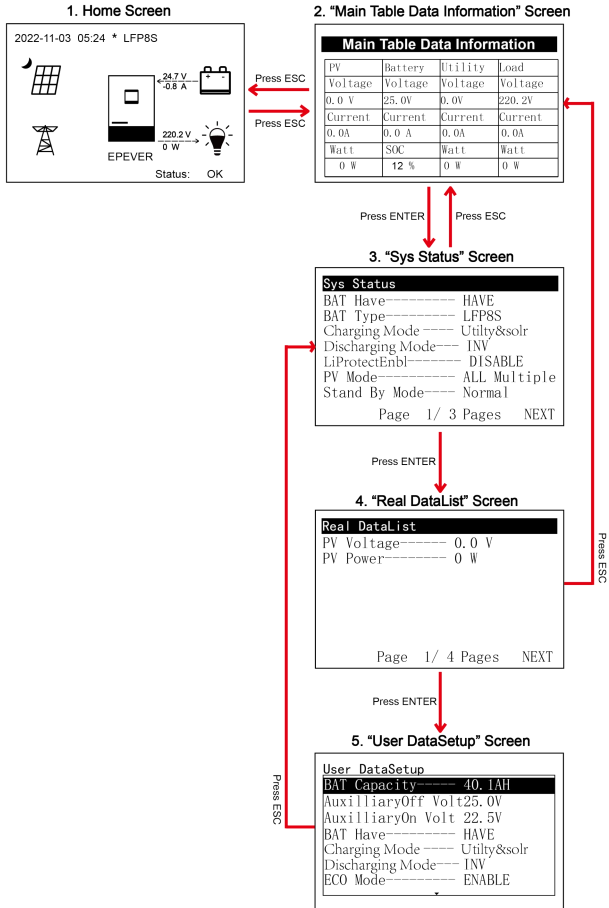 1. Home Screen
2022-11-03 05:24 * LFP8S
24.7 V
-0.8 A
220.2 V
0 W
EPEVER
Status: OK
Press ESC
Press ESC
2. “Main Table Data Information” Screen
Main Table Data Information
PV Battery Utility Load
Voltage Voltage Voltage Voltage
0.0 V 25.0V 0.0V 220.2V
Current Current Current Current
0.0A 0.0 A 0.0A 0.0A
Watt SOC Watt Watt
0 W 12 % 0 W 0 W
Press ENTER Press ESC
3. “Sys Status” Screen
Sys Status
BAT Have--------- HAVE
BAT Type--------- LFP8S
Charging Mode ---- Utilty&solr
Discharging Mode--- INV
LiProtectEnbl------- DISABLE
PV Mode---------- ALL Multiple
Stand By Mode---- Normal
Page 1/ 3 Pages NEXT
Press ENTER
4. “Real DataList” Screen
Real DataList
PV Voltage------ 0.0 V
PV Power-------- 0 W
Page 1/ 4 Pages NEXT
Press ESC
Press ENTER
5. “User DataSetup” Screen
User DataSetup
BAT Capacity----- 40.1AH
AuxilliaryOff Volt25.0V
AuxilliaryOn Volt 22.5V
BAT Have--------- HAVE
Charging Mode ---- Utilty&solr
Discharging Mode--- INV
ECO Mode--------- ENABLE
Press ESC